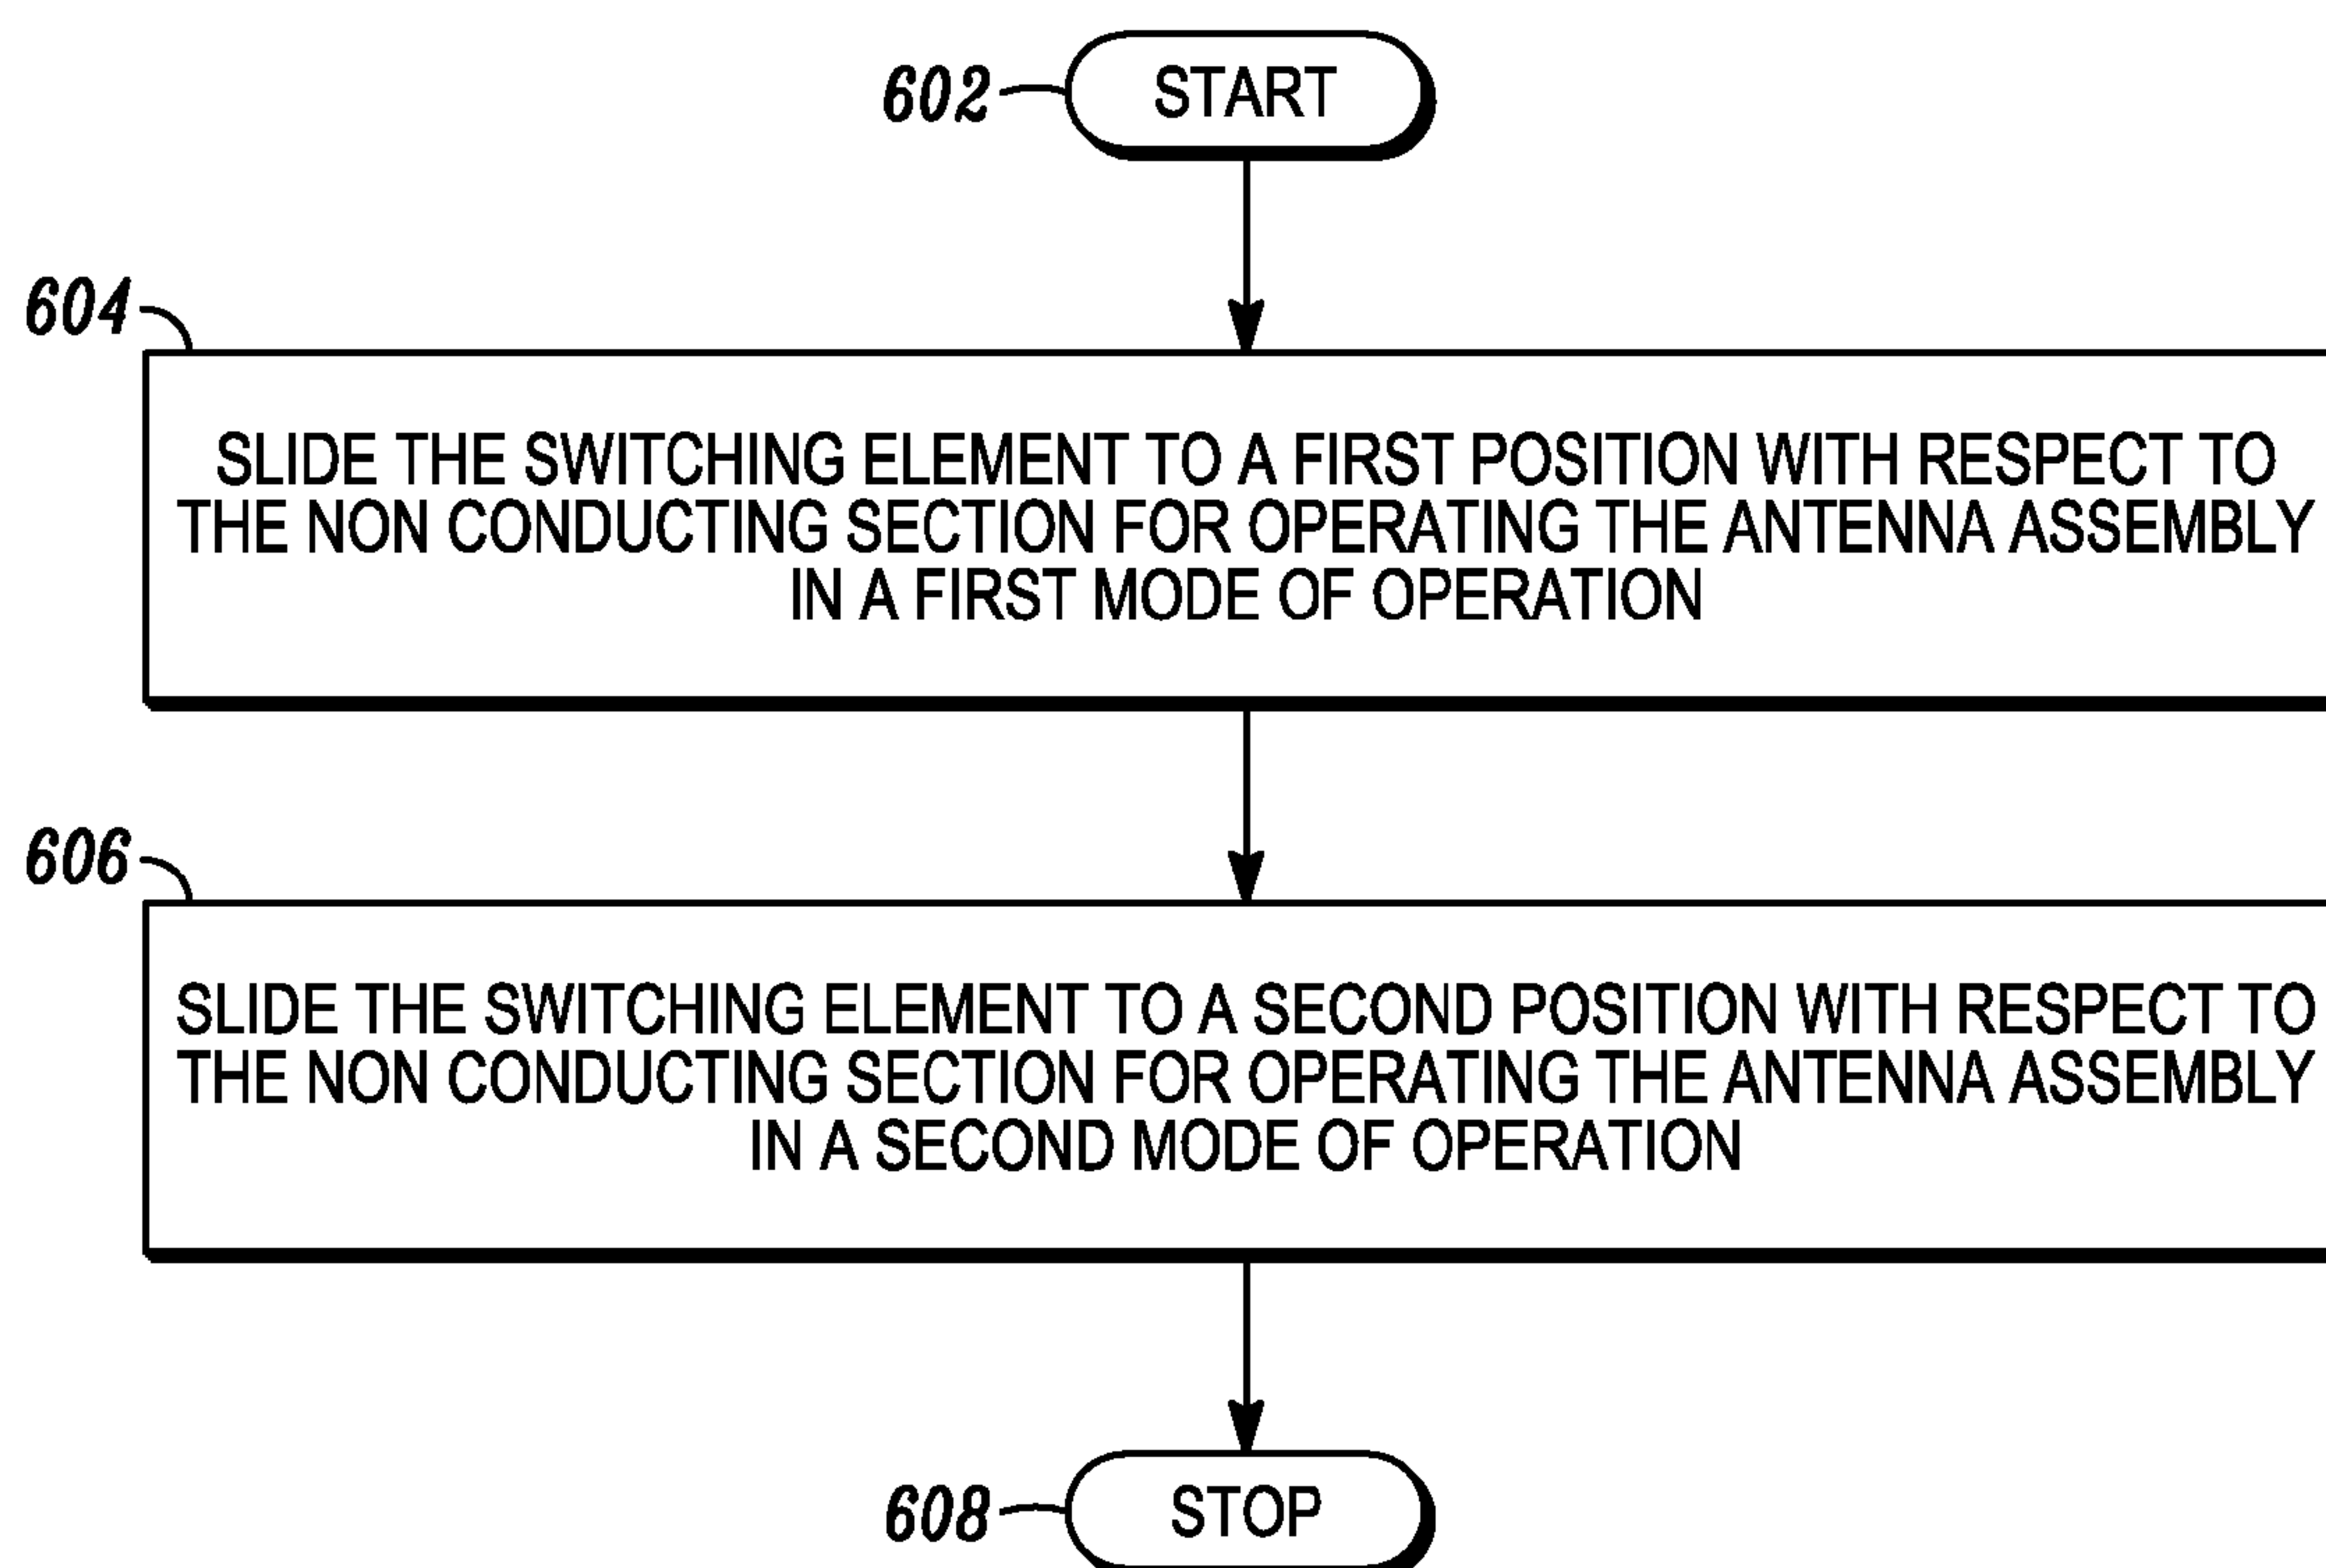 602
START
604
SLIDE THE SWITCHING ELEMENT TO A FIRST POSITION WITH RESPECT TO
THE NON CONDUCTING SECTION FOR OPERATING THE ANTENNA ASSEMBLY
IN A FIRST MODE OF OPERATION
606
SLIDE THE SWITCHING ELEMENT TO A SECOND POSITION WITH RESPECT TO
THE NON CONDUCTING SECTION FOR OPERATING THE ANTENNA ASSEMBLY
IN A SECOND MODE OF OPERATION
608
STOP